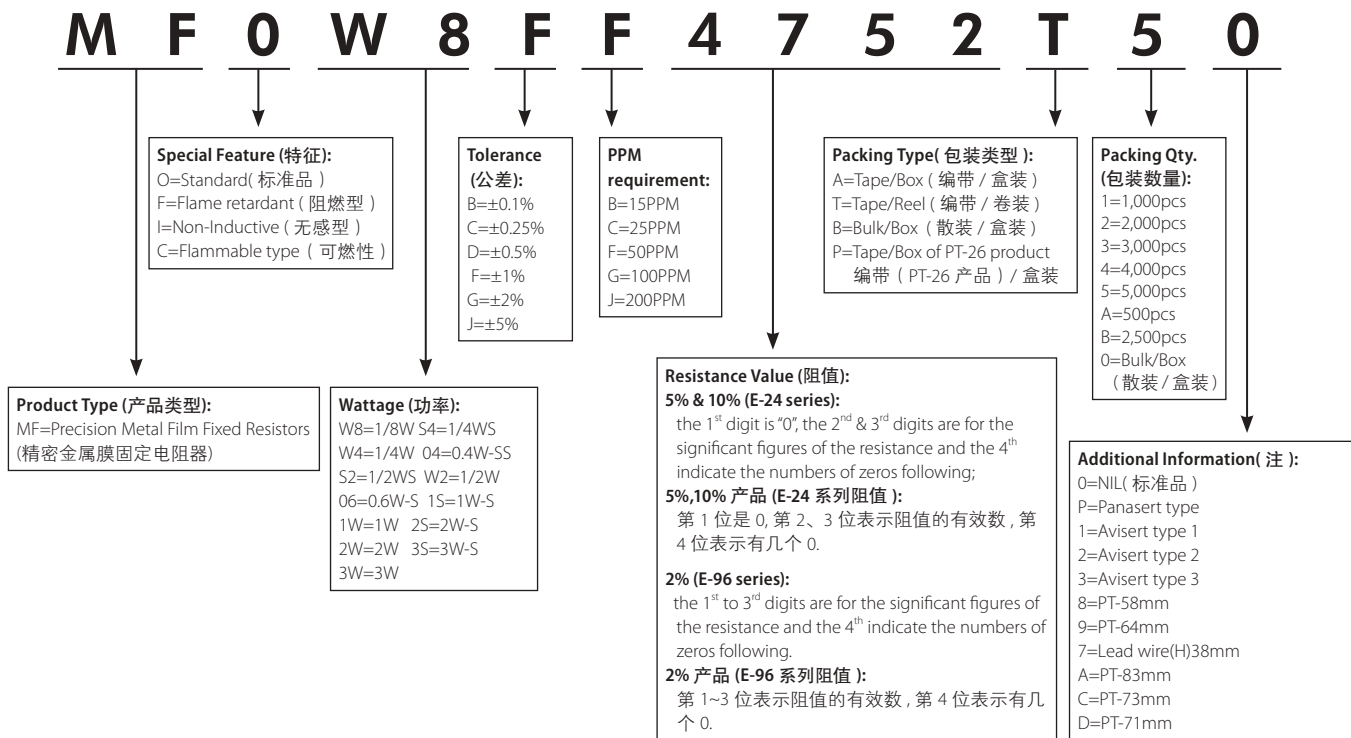 M F 0 W 8 F F 4 7 5 2 T 5 0
Special Feature (特征):
O=Standard( 标准品 )
F=Flame retardant ( 阻燃型 )
I=Non-Inductive ( 无感型 )
C=Flammable type ( 可燃性 )
Tolerance
(公差):
B=±0.1%
C=±0.25%
D=±0.5%
F=±1%
G=±2%
J=±5%
PPM
requirement:
B=15PPM
C=25PPM
F=50PPM
G=100PPM
J=200PPM
Packing Type( 包装类型 ):
A=Tape/Box ( 编带 / 盒装 )
T=Tape/Reel ( 编带 / 卷装 )
B=Bulk/Box ( 散装 / 盒装 )
P=Tape/Box of PT-26 product
编带 ( PT-26 产品 ) / 盒装
Packing Qty.
(包装数量):
1=1,000pcs
2=2,000pcs
3=3,000pcs
4=4,000pcs
5=5,000pcs
A=500pcs
B=2,500pcs
0=Bulk/Box
( 散装 / 盒装 )
Product Type (产品类型):
MF=Precision Metal Film Fixed Resistors
(精密金属膜固定电阻器)
Wattage (功率):
W8=1/8W S4=1/4WS
W4=1/4W 04=0.4W-SS
S2=1/2WS W2=1/2W
06=0.6W-S 1S=1W-S
1W=1W 2S=2W-S
2W=2W 3S=3W-S
3W=3W
Resistance Value (阻值):
5% & 10% (E-24 series):
the 1st digit is “0”, the 2nd & 3rd digits are for the
significant figures of the resistance and the 4th
indicate the numbers of zeros following;
5%,10% 产品 (E-24 系列阻值 ):
第 1 位是 0, 第 2、3 位表示阻值的有效数 , 第
4 位表示有几个 0.
2% (E-96 series):
the 1st to 3rd digits are for the significant figures of
the resistance and the 4th indicate the numbers of
zeros following.
2% 产品 (E-96 系列阻值 ):
第 1~3 位表示阻值的有效数 , 第 4 位表示有几
个 0.
Additional Information( 注 ):
0=NIL( 标准品 )
P=Panasert type
1=Avisert type 1
2=Avisert type 2
3=Avisert type 3
8=PT-58mm
9=PT-64mm
7=Lead wire(H)38mm
A=PT-83mm
C=PT-73mm
D=PT-71mm